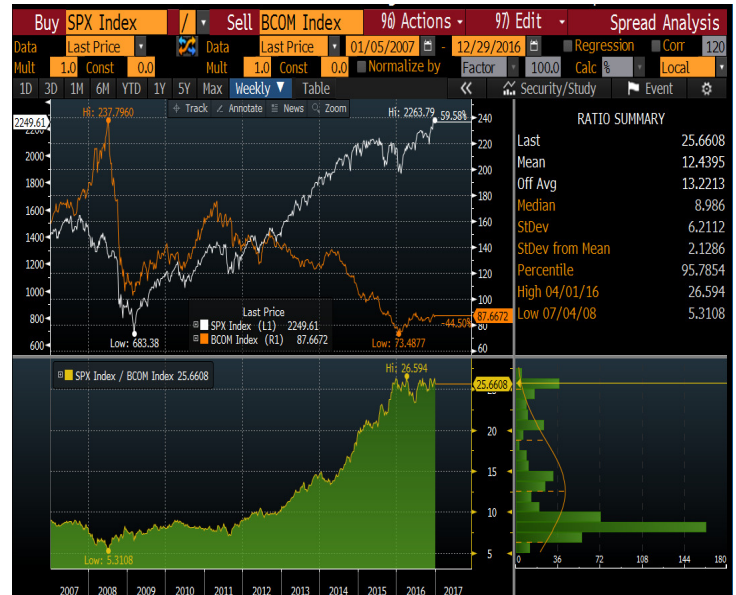 Buy SPX Index / Sell BCOM Index 96) Actions 97) Edit Spread Analysis
Data Last Price Data Last Price 01/05/2007 - 12/29/2016 Regression Corr 120
Mult 1.0 Const 0.0 Mult 1.0 Const 0.0 Normalize by Factor 100.0 Calc % Local
1D 3D 1M 6M YTD 1Y 5Y Max Weekly Table Security/Study Event
Track Annotate News Zoom
Hi: 237.7960
Hi: 2263.79
59.58%
2249.61
2200
2000
1800
1600
1400
1200
1000
800
600
240
220
200
180
160
140
120
100
80
60
87.6672
-44.50%
Last Price
SPX Index (L1) 2249.61
BCOM Index (R1) 87.6672
Low: 683.38
Low: 73.4877
RATIO SUMMARY
Last 25.6608
Mean 12.4395
Off Avg 13.2213
Median 8.986
StDev 6.2112
StDev from Mean 2.1286
Percentile 95.7854
High 04/01/16 26.594
Low 07/04/08 5.3108
SPX Index / BCOM Index 25.6608
Hi: 26.594
25.6608
20
15
10
5
Low: 5.3108
0 36 72 108 144 180
2007 2008 2009 2010 2011 2012 2013 2014 2015 2016 2017